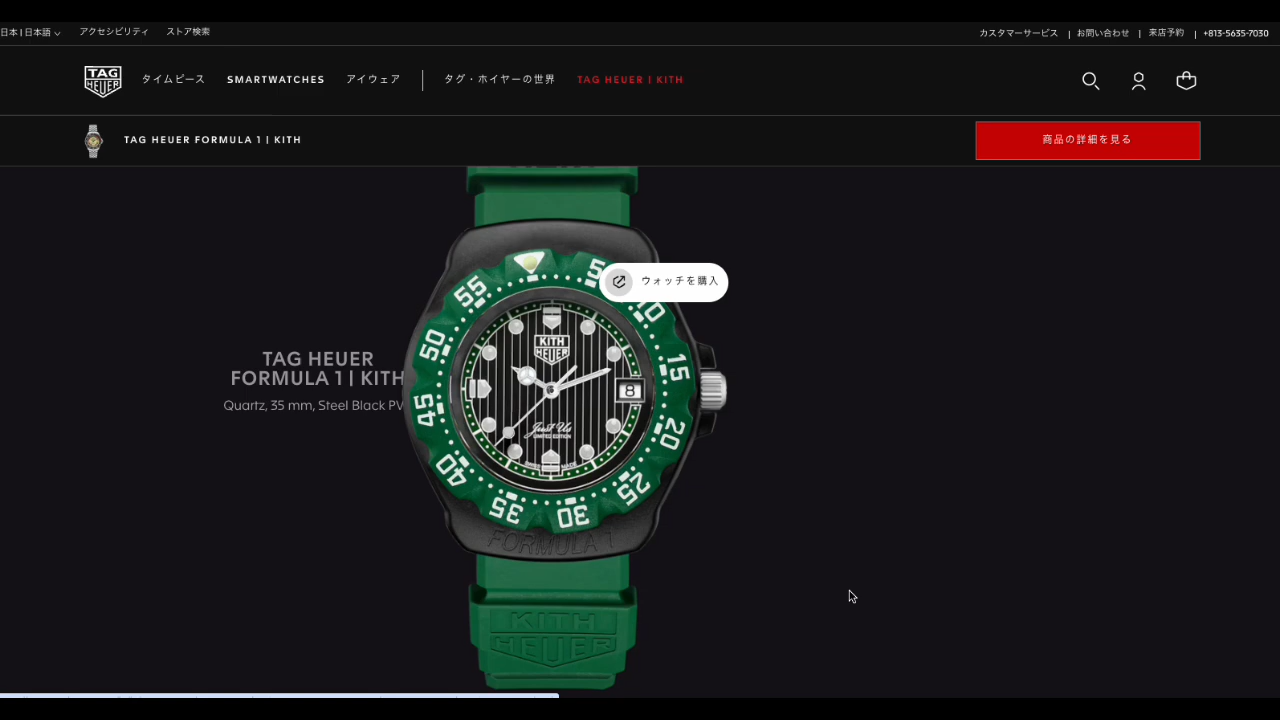 日本 | 日本語
アクセシビリティ
ストア検索
カスタマーサービス
|
お問い合わせ
|
来店予約
|
+813-5635-7030
TAG
HEUER
タイムピース
SMARTWATCHES
アイウェア
タグ・ホイヤーの世界
TAG HEUER | KITH
TAG HEUER FORMULA 1 | KITH
商品の詳細を見る
ウォッチを購入
TAG HEUER
FORMULA 1 | KITH
Quartz, 35 mm, Steel Black PV
5
10
15
20
25
30
35
40
45
50
55
KITH
HEUER
8
Just Us
LIMITED EDITION
FORMULA 1
KITH
HEUER